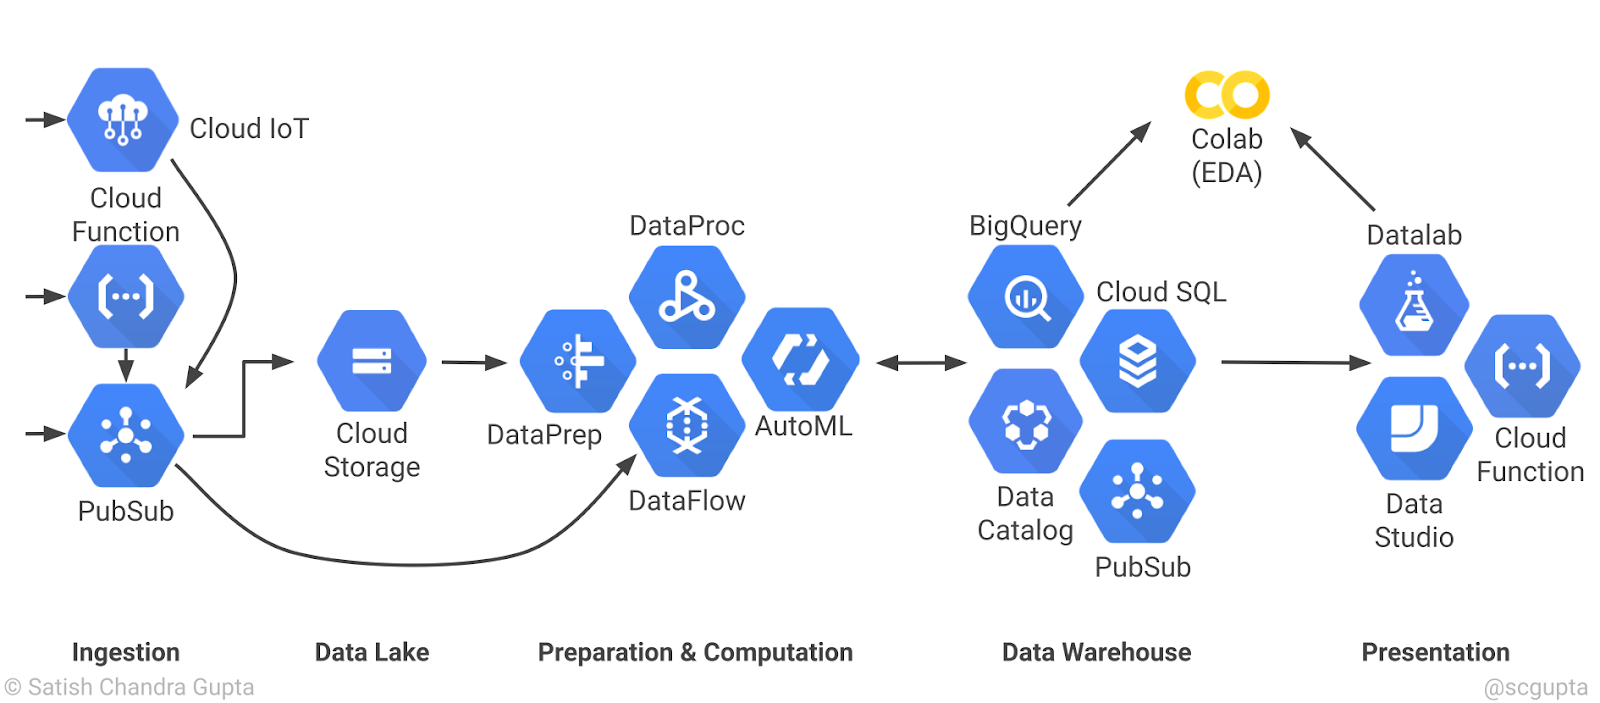 Cloud IoT
Cloud
Function
PubSub
Cloud
Storage
DataProc
DataPrep
AutoML
DataFlow
BigQuery
Cloud SQL
Data
Catalog
PubSub
Colab
(EDA)
Datalab
Cloud
Function
Data
Studio
Ingestion
Data Lake
Preparation & Computation
Data Warehouse
Presentation
© Satish Chandra Gupta
@scgupta